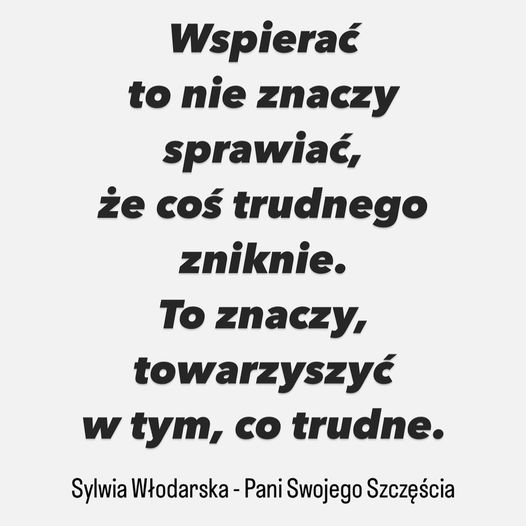 Wspierać
to nie znaczy
sprawiać,
że coś trudnego
zniknie.
To znaczy,
towarzyszyć
w tym, co trudne.
Sylwia Włodarska - Pani Swojego Szczęścia